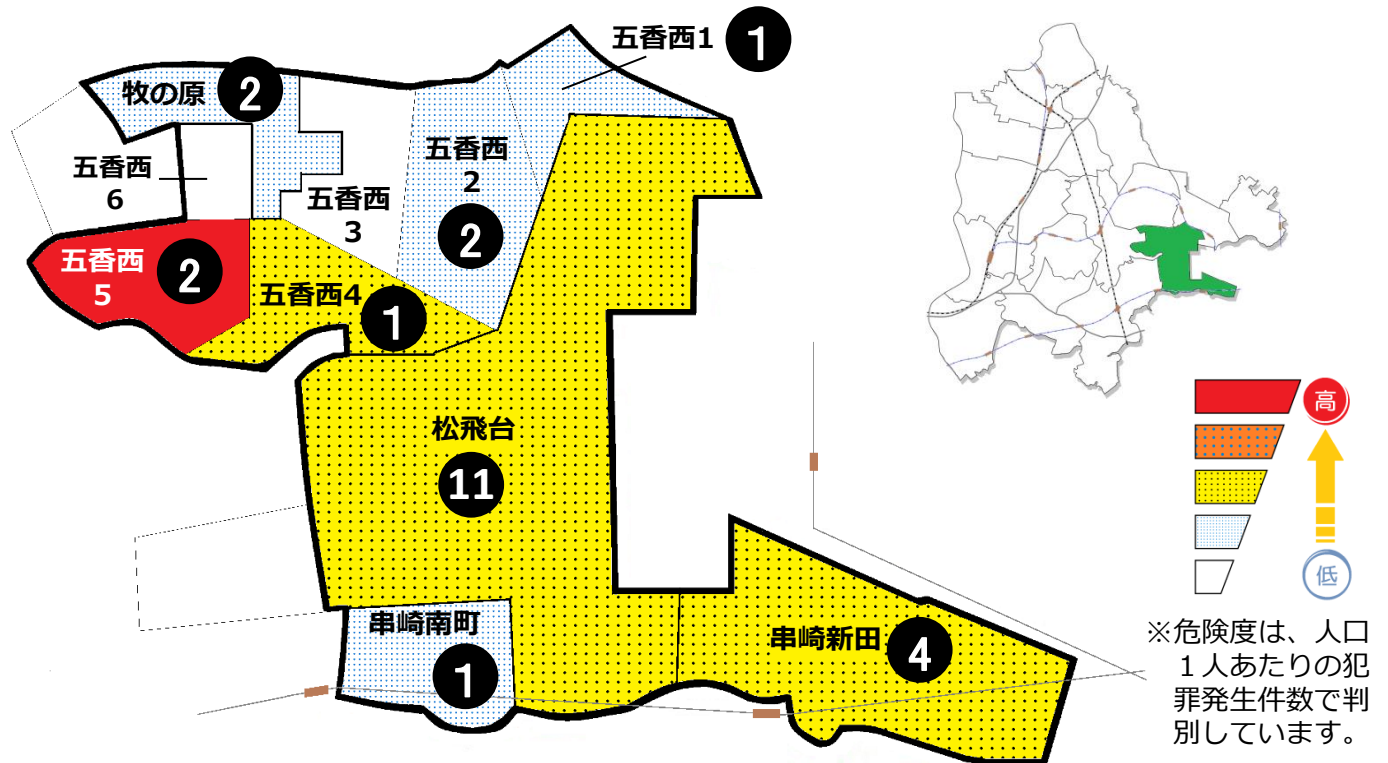 五香西1
1
牧の原
2
五香西
6
五香西
3
五香西
2
2
五香西
5
2
五香西4
1
松飛台
11
串崎南町
1
串崎新田
4
高
低
※危険度は、人口
１人あたりの犯
罪発生件数で判
別しています。